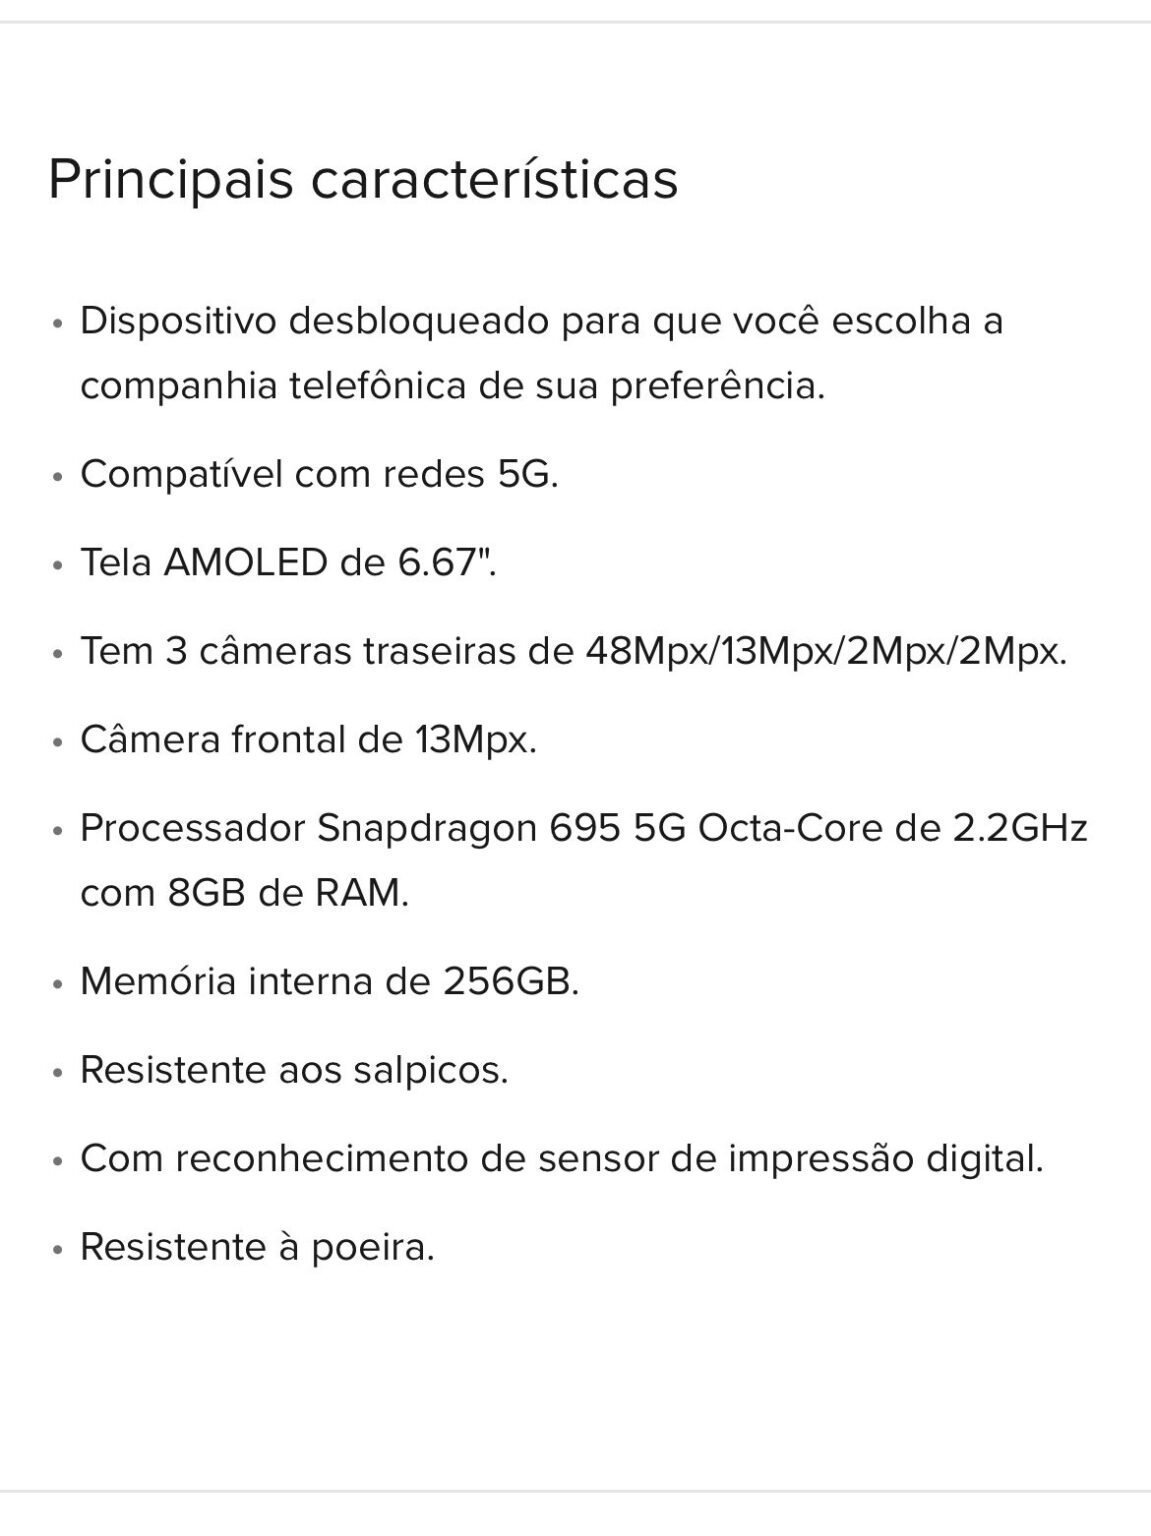 Principais características
• Dispositivo desbloqueado para que você escolha a
companhia telefônica de sua preferência.
• Compatível com redes 5G.
• Tela AMOLED de 6.67".
• Tem 3 câmeras traseiras de 48Mpx/13Mpx/2Mpx/2Mpx.
• Câmera frontal de 13Mpx.
• Processador Snapdragon 695 5G Octa-Core de 2.2GHz
com 8GB de RAM.
• Memória interna de 256GB.
• Resistente aos salpicos.
• Com reconhecimento de sensor de impressão digital.
• Resistente à poeira.